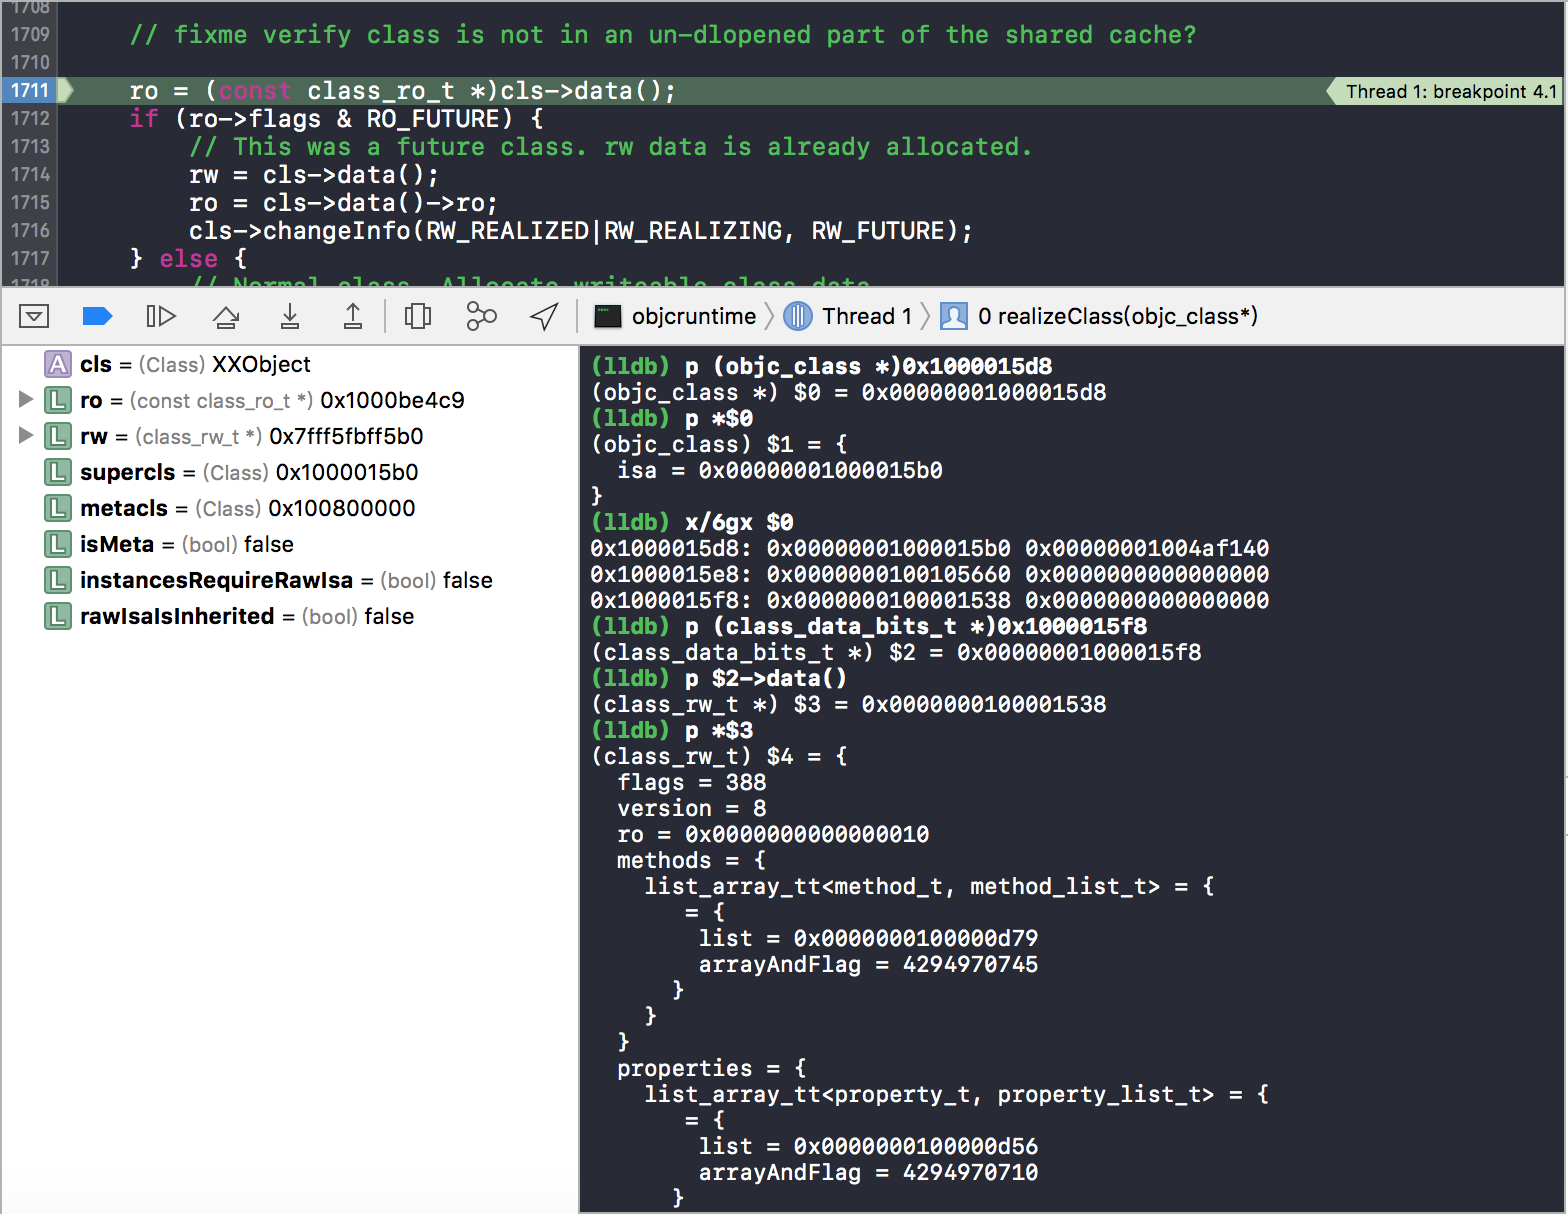 1708
1709 // fixme verify class is not in an un-dlopened part of the shared cache?
1710
1711 ro = (const class_ro_t *)cls->data(); Thread 1: breakpoint 4.1
1712 if (ro->flags & RO_FUTURE) {
1713 // This was a future class. rw data is already allocated.
1714 rw = cls->data();
1715 ro = cls->data()->ro;
1716 cls->changeInfo(RW_REALIZED|RW_REALIZING, RW_FUTURE);
1717 } else {
1718 // Normal class. Allocate writeable class data.
objcruntime Thread 1 0 realizeClass(objc_class*)
A cls = (Class) XXObject
L ro = (const class_ro_t *) 0x1000be4c9
L rw = (class_rw_t *) 0x7fff5fbff5b0
L supercls = (Class) 0x1000015b0
L metacls = (Class) 0x100800000
L isMeta = (bool) false
L instancesRequireRawIsa = (bool) false
L rawIsaIsInherited = (bool) false
(lldb) p (objc_class *)0x1000015d8
(objc_class *) $0 = 0x00000001000015d8
(lldb) p *$0
(objc_class) $1 = {
isa = 0x00000001000015b0
}
(lldb) x/6gx $0
0x1000015d8: 0x00000001000015b0 0x00000001004af140
0x1000015e8: 0x0000000100105660 0x0000000000000000
0x1000015f8: 0x0000000100001538 0x0000000000000000
(lldb) p (class_data_bits_t *)0x1000015f8
(class_data_bits_t *) $2 = 0x00000001000015f8
(lldb) p $2->data()
(class_rw_t *) $3 = 0x0000000100001538
(lldb) p *$3
(class_rw_t) $4 = {
flags = 388
version = 8
ro = 0x0000000000000010
methods = {
list_array_tt<method_t, method_list_t> = {
= {
list = 0x0000000100000d79
arrayAndFlag = 4294970745
}
}
}
properties = {
list_array_tt<property_t, property_list_t> = {
= {
list = 0x0000000100000d56
arrayAndFlag = 4294970710
}